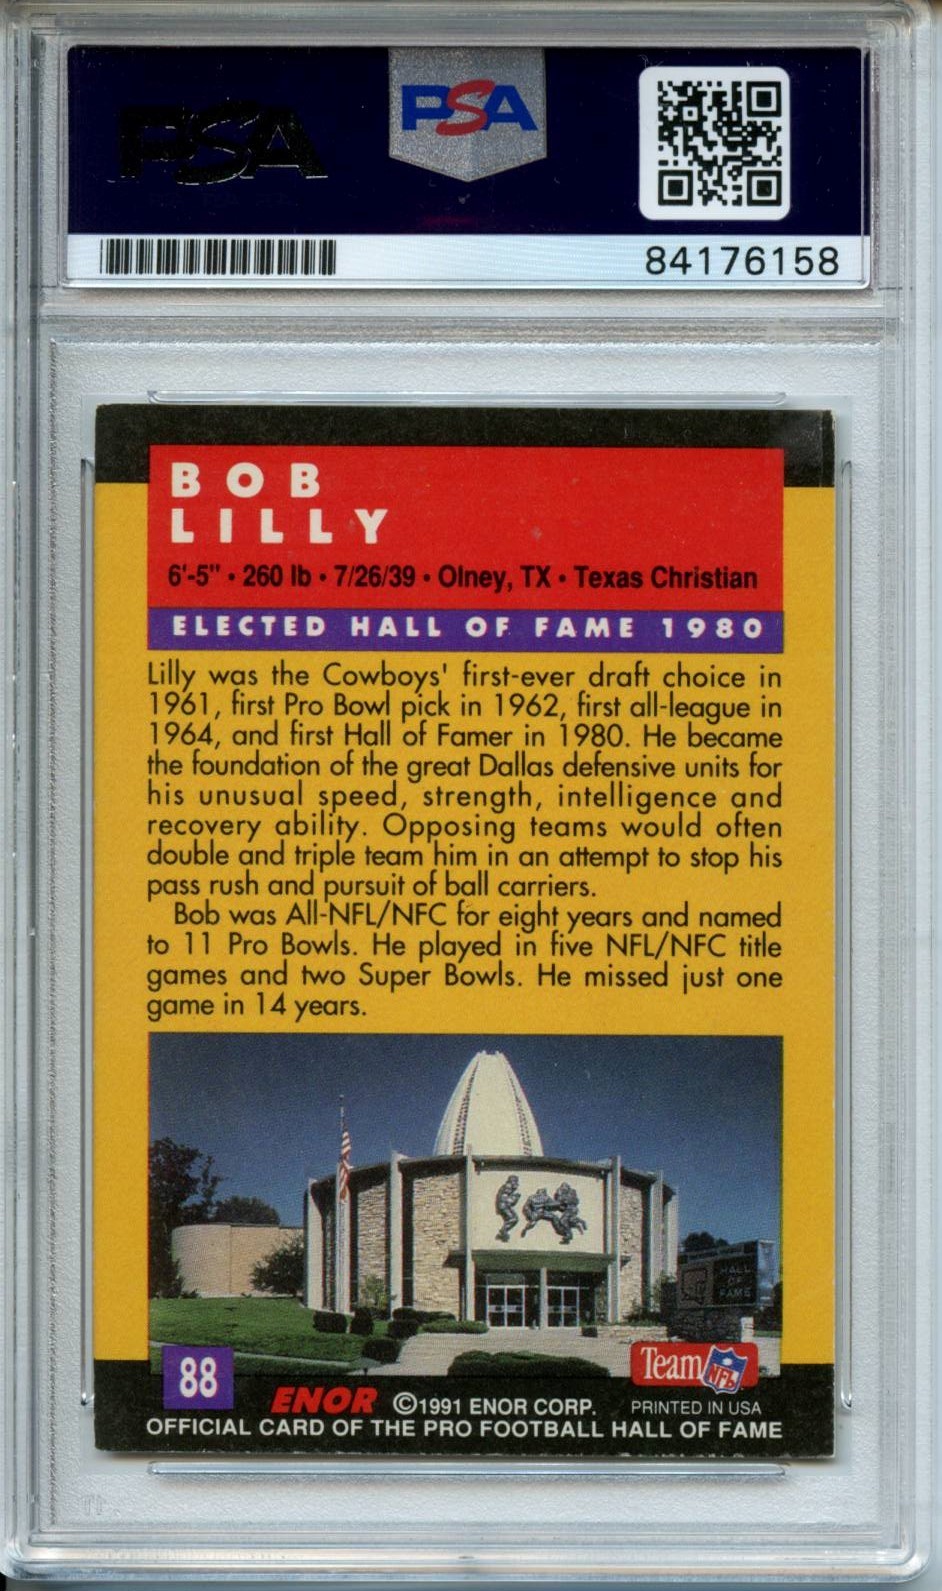 PSA
PSA
84176158
BOB
LILLY
6'-5" • 260 lb • 7/26/39 • Olney, TX • Texas Christian
ELECTED HALL OF FAME 1980
Lilly was the Cowboys' first-ever draft choice in
1961, first Pro Bowl pick in 1962, first all-league in
1964, and first Hall of Famer in 1980. He became
the foundation of the great Dallas defensive units for
his unusual speed, strength, intelligence and
recovery ability. Opposing teams would often
double and triple team him in an attempt to stop his
pass rush and pursuit of ball carriers.
Bob was All-NFL/NFC for eight years and named
to 11 Pro Bowls. He played in five NFL/NFC title
games and two Super Bowls. He missed just one
game in 14 years.
HALL
OF
FAME
88
ENOR ©1991 ENOR CORP.
Team NFL
PRINTED IN USA
OFFICIAL CARD OF THE PRO FOOTBALL HALL OF FAME